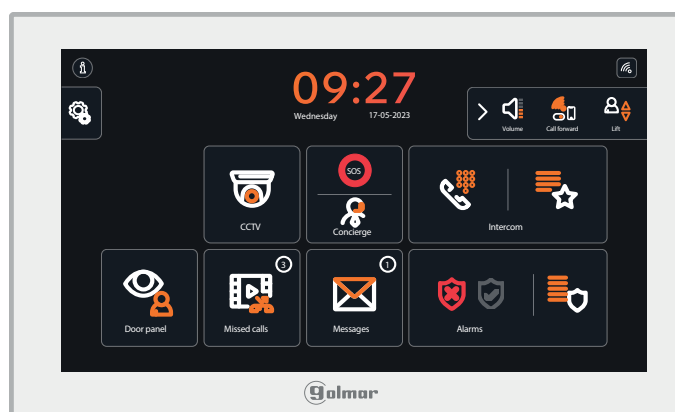 09:27
Wednesday 17-05-2023
Volume Call forward Lift
SOS
CCTV Concierge Intercom
3 1
Door panel Missed calls Messages Alarms
golmar